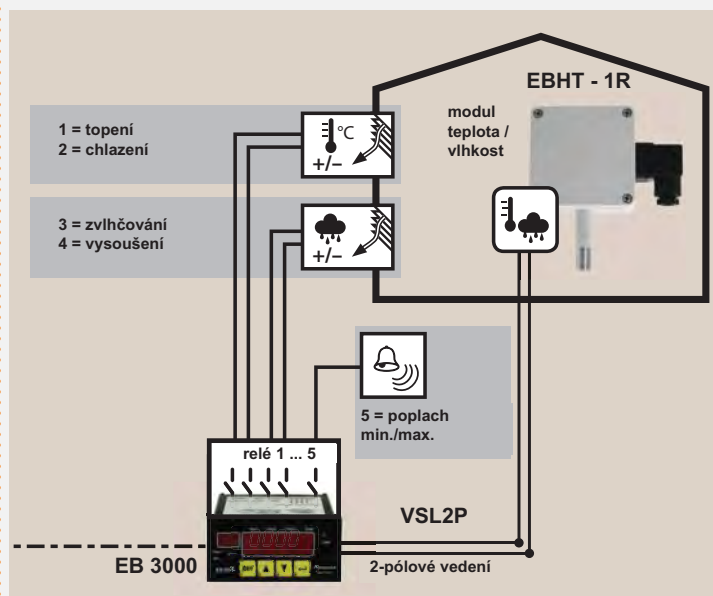 EBHT - 1R
modul
teplota /
vlhkost
1 = topení
2 = chlazení
°C
+/–
3 = zvlhčování
4 = vysoušení
+/–
5 = poplach
min./max.
relé 1 ... 5
VSL2P
EB 3000
2-pólové vedení